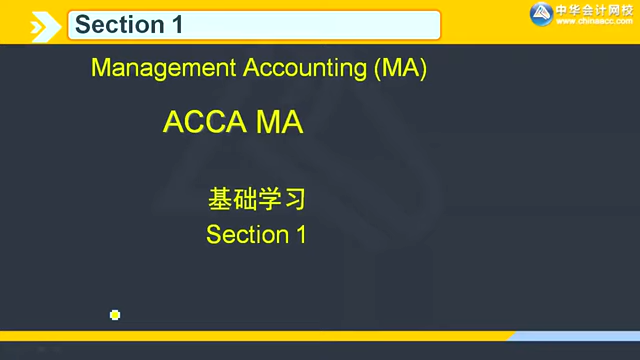 Section 1
中华会计网校
www.chinaacc.com
Management Accounting (MA)
ACCA MA
基础学习
Section 1